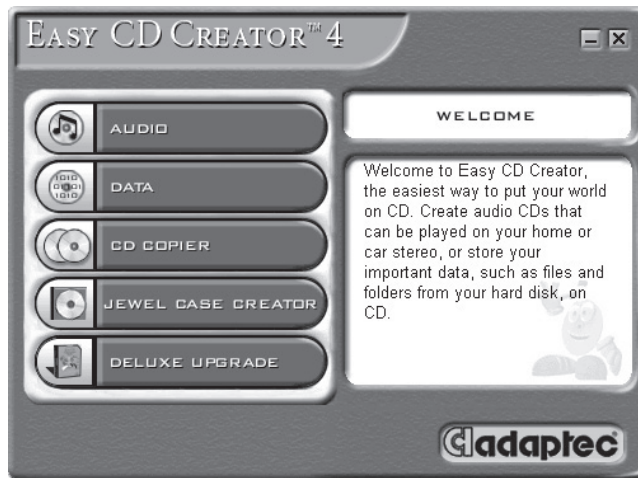 EASY CD CREATOR™ 4
AUDIO
DATA
CD COPIER
JEWEL CASE CREATOR
DELUXE UPGRADE
WELCOME
Welcome to Easy CD Creator,
the easiest way to put your world
on CD. Create audio CDs that
can be played on your home or
car stereo, or store your
important data, such as files and
folders from your hard disk, on
CD.
adaptec